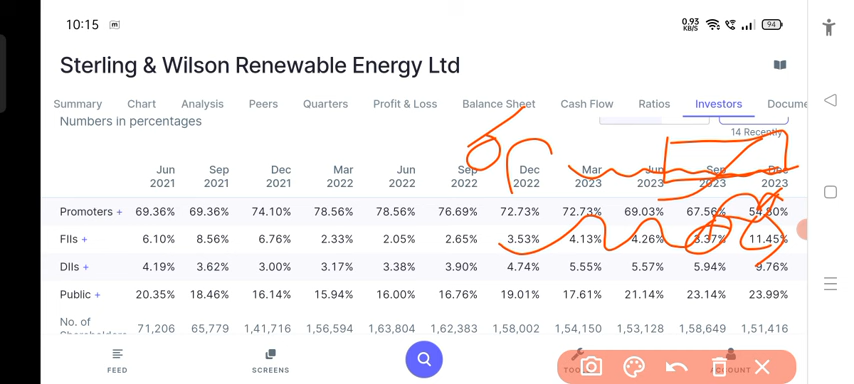 10:15 m 0.93 KB/S 94
Sterling & Wilson Renewable Energy Ltd
Summary Chart Analysis Peers Quarters Profit & Loss Balance Sheet Cash Flow Ratios Investors Docume
Numbers in percentages
14 Recently
Jun 2021 Sep 2021 Dec 2021 Mar 2022 Jun 2022 Sep 2022 Dec 2022 Mar 2023 Jun 2023 Sep 2023 Dec 2023
Promoters + 69.36% 69.36% 74.10% 78.56% 78.56% 76.69% 72.73% 72.73% 69.03% 67.56%
FIIs + 6.10% 8.56% 6.76% 2.33% 2.05% 2.65% 3.53% 4.13% 4.26% 3.37% 11.45%
DIIs + 4.19% 3.62% 3.00% 3.17% 3.38% 3.90% 4.74% 5.55% 5.57% 5.94% 9.76%
Public + 20.35% 18.46% 16.14% 15.94% 16.00% 16.76% 19.01% 17.61% 21.14% 23.14% 23.99%
No. of Shareholders 71,206 65,779 1,41,716 1,56,594 1,63,804 1,62,383 1,58,002 1,54,150 1,53,128 1,58,649 1,51,416
FEED SCREENS ACCOUNT